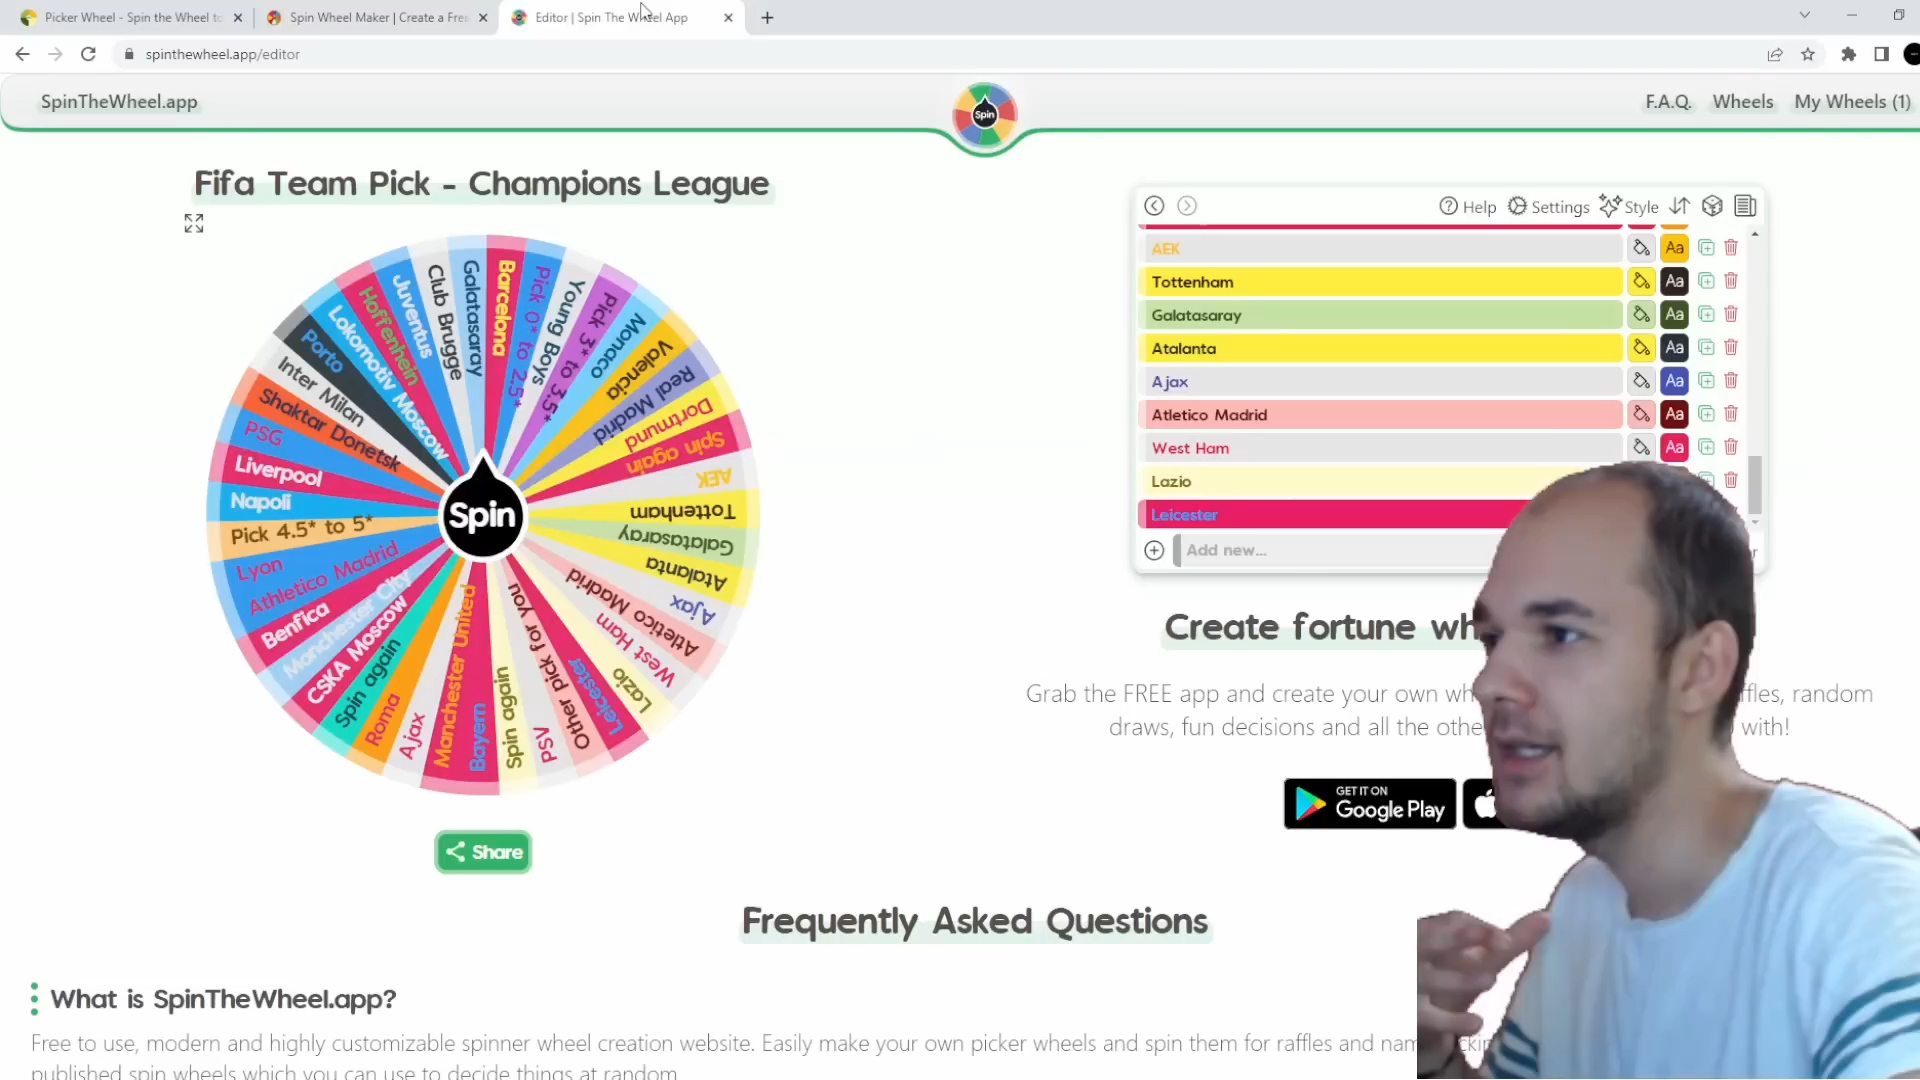 Picker Wheel - Spin the Wheel to
Spin Wheel Maker | Create a Free
Editor | Spin The Wheel App
spinthewheel.app/editor
SpinTheWheel.app
Spin
F.A.Q.
Wheels
My Wheels (1)
Fifa Team Pick - Champions League
Help
Settings
Style
Barcelona
Pick 0* to 2.5*
Young Boys
Pick 3* to 3.5*
Monaco
Valencia
Real Madrid
Dortmund
Spin again
AEK
Tottenham
Galatasaray
Atalanta
Ajax
Atletico Madrid
West Ham
Lazio
Leicester
Other pick for you
PSV
Spin again
Bayern
Manchester United
Ajax
Roma
Spin again
CSKA Moscow
Manchester City
Benfica
Athletico Madrid
Lyon
Pick 4.5* to 5*
Napoli
Liverpool
PSG
Shaktar Donetsk
Inter Milan
Porto
Lokomotiv Moscow
Hoffenhein
Juventus
Club Brugge
Galatasaray
Spin
AEK Aa
Tottenham Aa
Galatasaray Aa
Atalanta Aa
Ajax Aa
Atletico Madrid Aa
West Ham Aa
Lazio
Leicester
Add new...
Create fortune wh
Grab the FREE app and create your own wh ffles, random
draws, fun decisions and all the othe with!
GET IT ON
Google Play
Share
Frequently Asked Questions
What is SpinTheWheel.app?
Free to use, modern and highly customizable spinner wheel creation website. Easily make your own picker wheels and spin them for raffles and nam
published spin wheels which you can use to decide things at random.